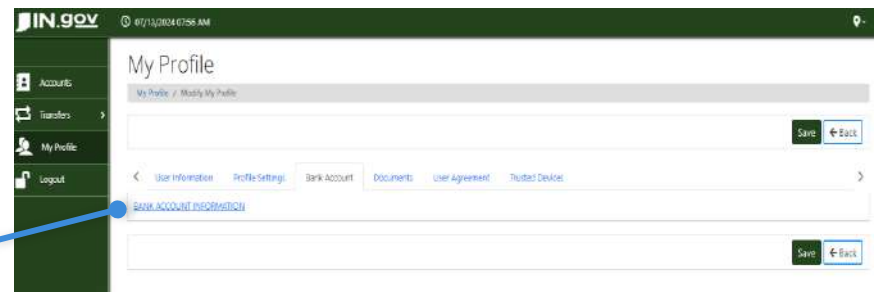 IN.gov
07/13/2024 07:56 AM
My Profile
Accounts
My Profile / Modify My Profile
Transfers
Save Back
My Profile
User Information Profile Settings Bank Account Documents User Agreement Trusted Devices
Logout
BANK ACCOUNT INFORMATION
Save Back